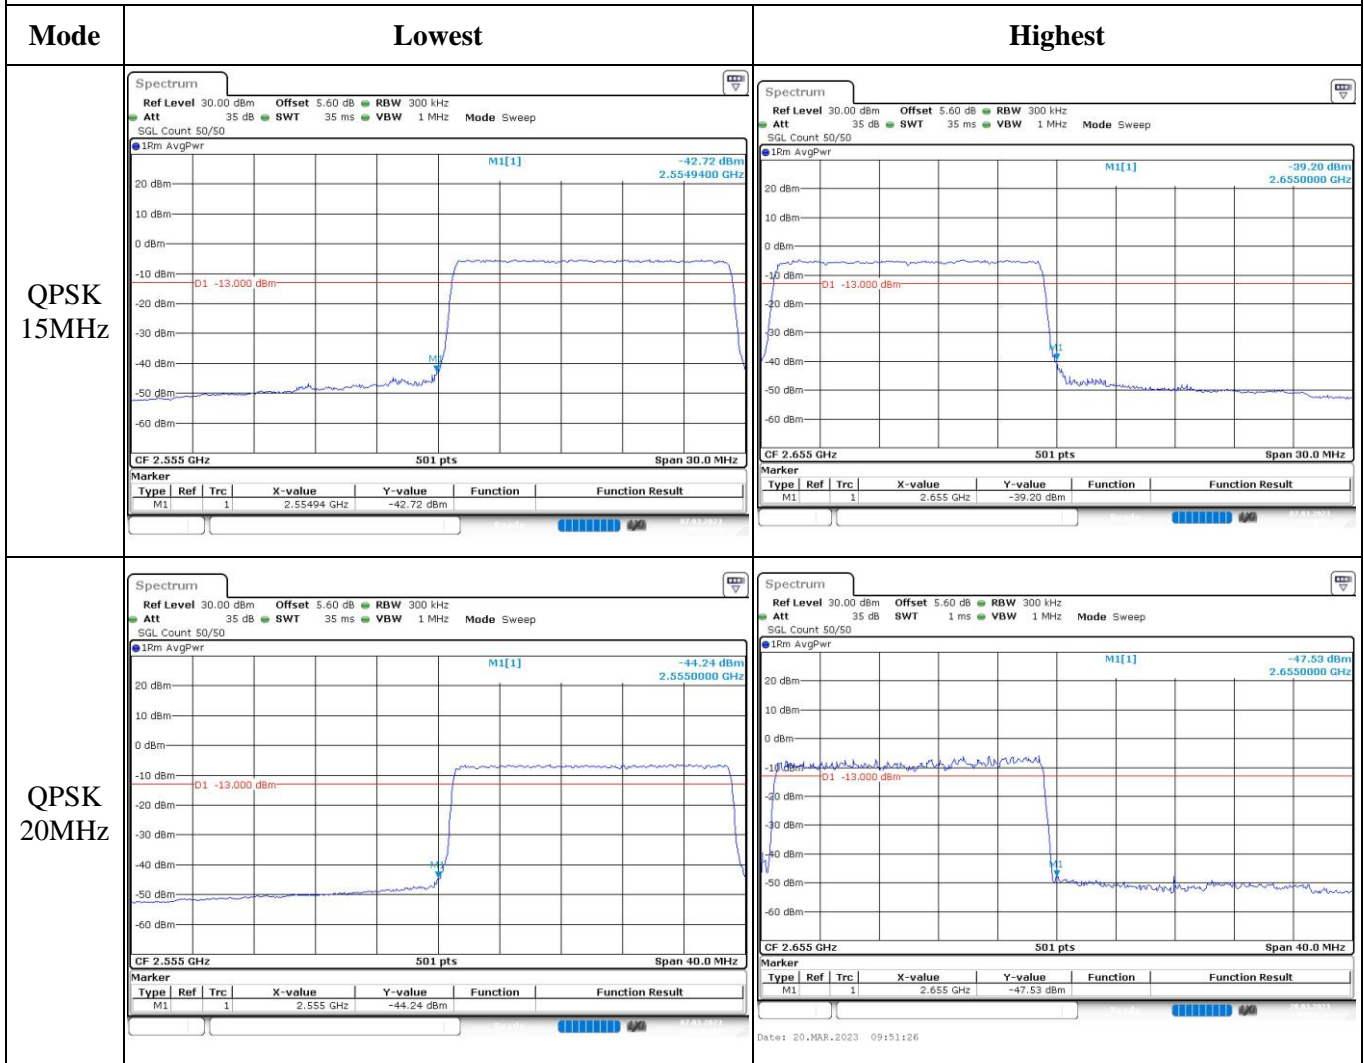 Mode Lowest Highest
QPSK 15MHz
Spectrum
Ref Level 30.00 dBm Offset 5.60 dB RBW 300 kHz
Att 35 dB SWT 35 ms VBW 1 MHz Mode Sweep
SGL Count 50/50
1Rm AvgPwr
M1[1] -42.72 dBm
2.5549400 GHz
20 dBm
10 dBm
0 dBm
-10 dBm
D1 -13.000 dBm
-20 dBm
-30 dBm
-40 dBm
M1
-50 dBm
-60 dBm
CF 2.555 GHz 501 pts Span 30.0 MHz
Marker
Type Ref Trc X-value Y-value Function Function Result
M1 1 2.55494 GHz -42.72 dBm
Spectrum
Ref Level 30.00 dBm Offset 5.60 dB RBW 300 kHz
Att 35 dB SWT 35 ms VBW 1 MHz Mode Sweep
SGL Count 50/50
1Rm AvgPwr
M1[1] -39.20 dBm
2.6550000 GHz
20 dBm
10 dBm
0 dBm
-10 dBm
D1 -13.000 dBm
-20 dBm
-30 dBm
M1
-40 dBm
-50 dBm
-60 dBm
CF 2.655 GHz 501 pts Span 30.0 MHz
Marker
Type Ref Trc X-value Y-value Function Function Result
M1 1 2.655 GHz -39.20 dBm
QPSK 20MHz
Spectrum
Ref Level 30.00 dBm Offset 5.60 dB RBW 300 kHz
Att 35 dB SWT 35 ms VBW 1 MHz Mode Sweep
SGL Count 50/50
1Rm AvgPwr
M1[1] -44.24 dBm
2.5550000 GHz
20 dBm
10 dBm
0 dBm
-10 dBm
D1 -13.000 dBm
-20 dBm
-30 dBm
-40 dBm
M1
-50 dBm
-60 dBm
CF 2.555 GHz 501 pts Span 40.0 MHz
Marker
Type Ref Trc X-value Y-value Function Function Result
M1 1 2.555 GHz -44.24 dBm
Spectrum
Ref Level 30.00 dBm Offset 5.60 dB RBW 300 kHz
Att 35 dB SWT 1 ms VBW 1 MHz Mode Sweep
SGL Count 50/50
1Rm AvgPwr
M1[1] -47.53 dBm
2.6550000 GHz
20 dBm
10 dBm
0 dBm
-10 dBm
D1 -13.000 dBm
-20 dBm
-30 dBm
-40 dBm
M1
-50 dBm
-60 dBm
CF 2.655 GHz 501 pts Span 40.0 MHz
Marker
Type Ref Trc X-value Y-value Function Function Result
M1 1 2.655 GHz -47.53 dBm
Date: 20.MAR.2023 09:51:26